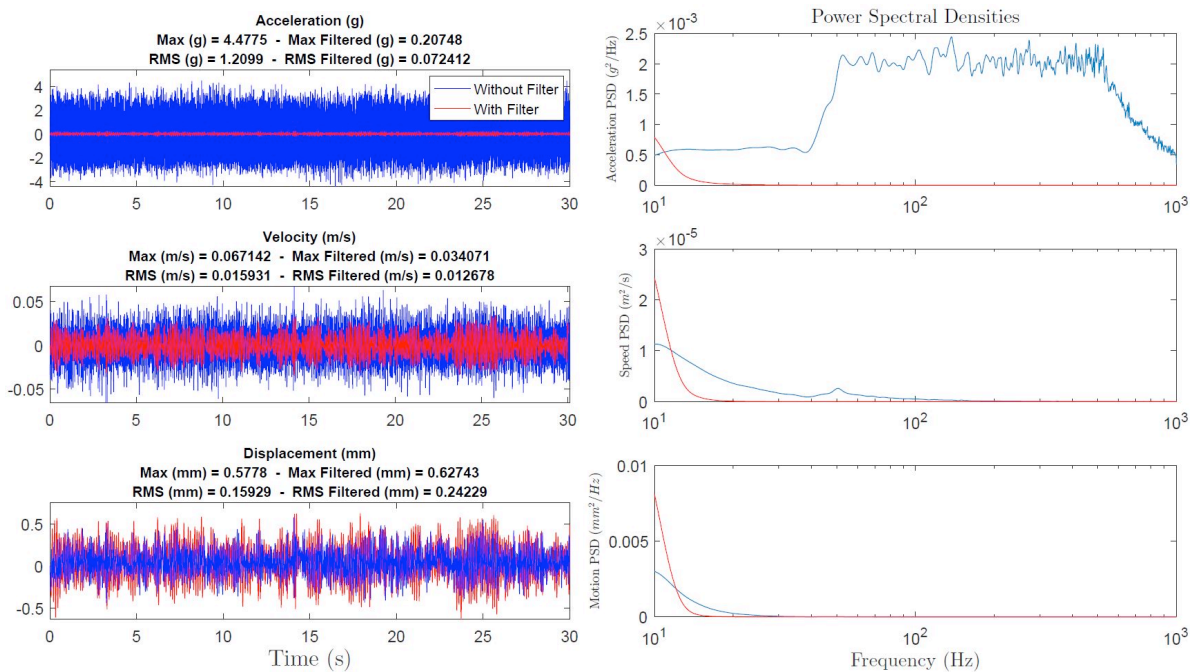 Acceleration (g)
Max (g) = 4.4775 - Max Filtered (g) = 0.20748
RMS (g) = 1.2099 - RMS Filtered (g) = 0.072412
4
2
0
-2
-4
Without Filter
With Filter
0 5 10 15 20 25 30
Velocity (m/s)
Max (m/s) = 0.067142 - Max Filtered (m/s) = 0.034071
RMS (m/s) = 0.015931 - RMS Filtered (m/s) = 0.012678
0.05
0
-0.05
0 5 10 15 20 25 30
Displacement (mm)
Max (mm) = 0.5778 - Max Filtered (mm) = 0.62743
RMS (mm) = 0.15929 - RMS Filtered (mm) = 0.24229
0.5
0
-0.5
0 5 10 15 20 25 30
Time (s)
Power Spectral Densities
×10⁻³
Acceleration PSD (g²/Hz)
2.5
2
1.5
1
0.5
0
10¹ 10² 10³
×10⁻⁵
Speed PSD (m²/s)
3
2
1
0
10¹ 10² 10³
Motion PSD (mm²/Hz)
0.01
0.005
0
10¹ 10² 10³
Frequency (Hz)